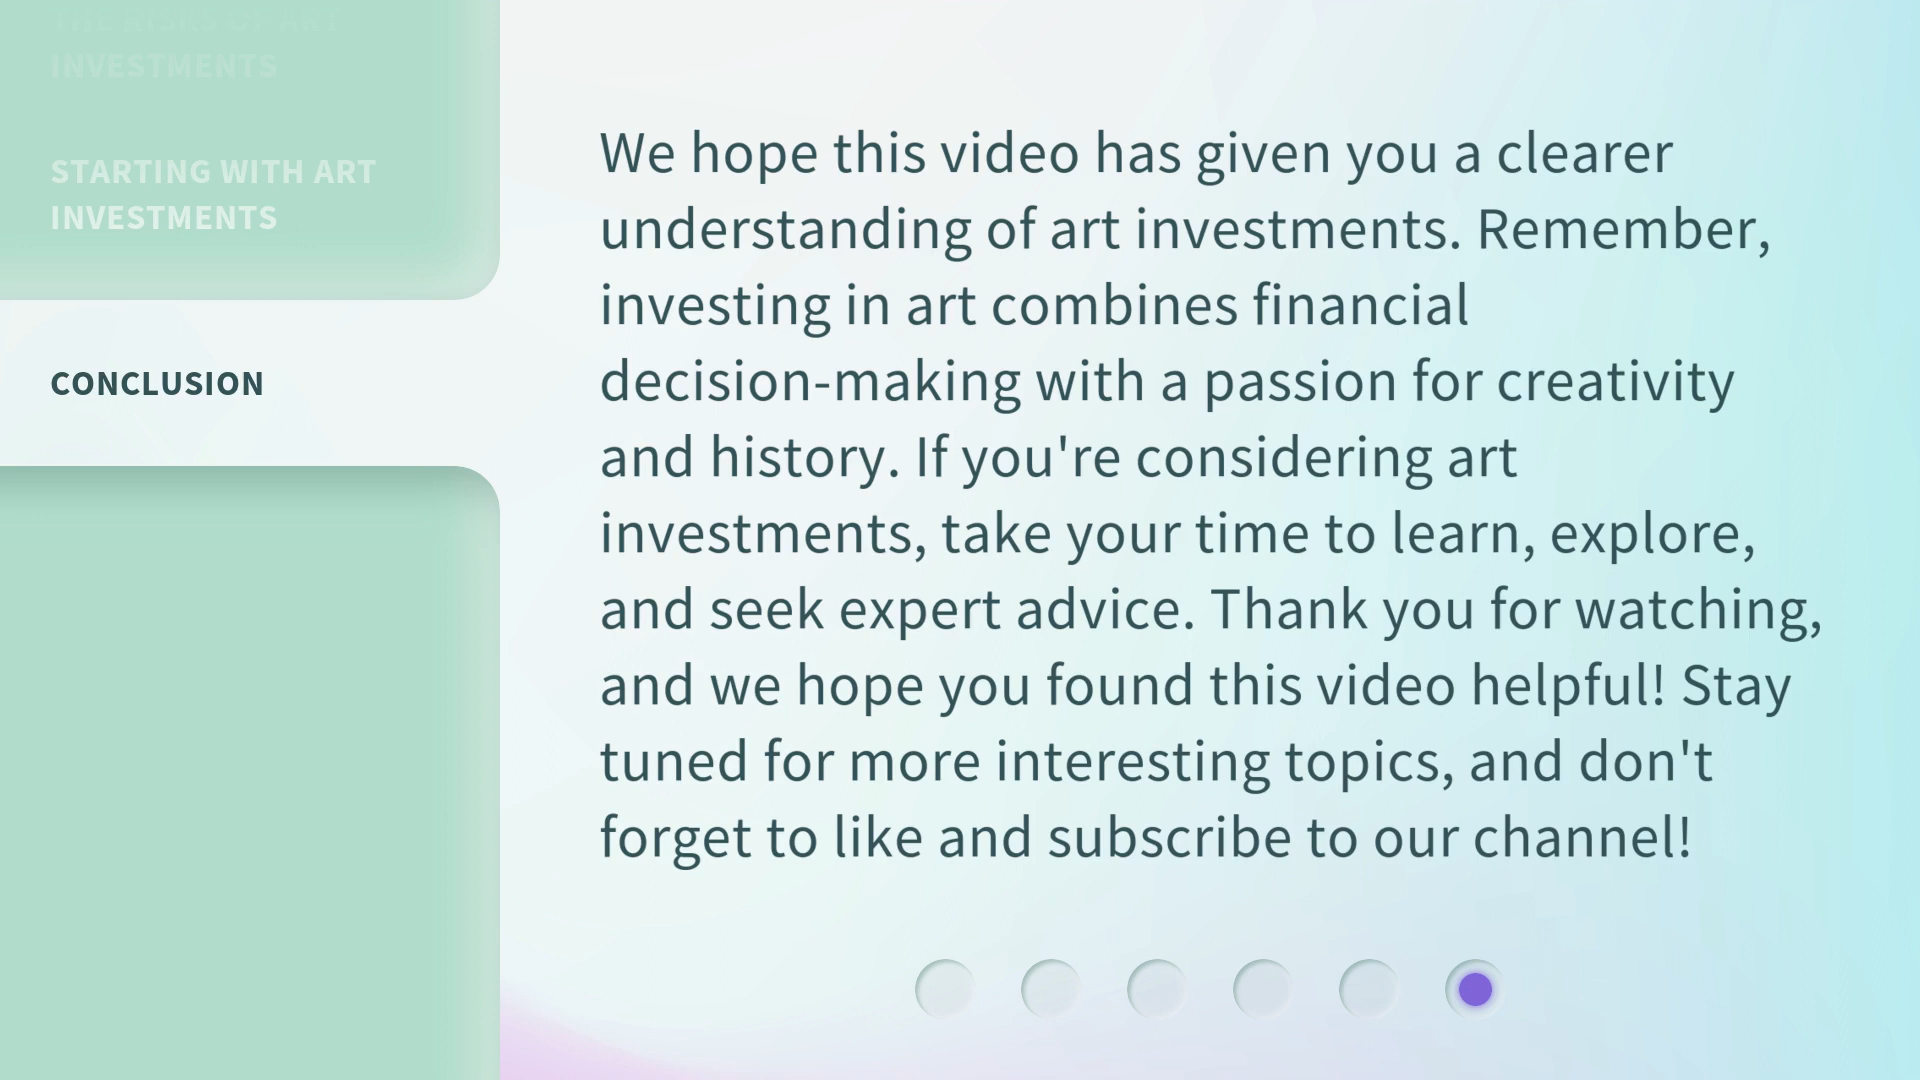 THE RISKS OF ART
INVESTMENTS
STARTING WITH ART
INVESTMENTS
CONCLUSION
We hope this video has given you a clearer
understanding of art investments. Remember,
investing in art combines financial
decision-making with a passion for creativity
and history. If you're considering art
investments, take your time to learn, explore,
and seek expert advice. Thank you for watching,
and we hope you found this video helpful! Stay
tuned for more interesting topics, and don't
forget to like and subscribe to our channel!